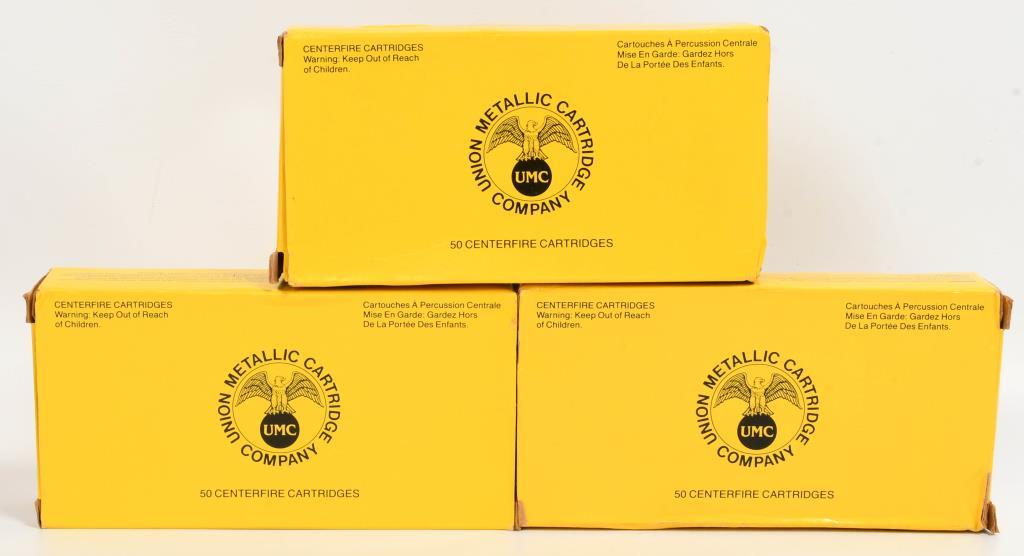 CENTERFIRE CARTRIDGES
Warning: Keep Out of Reach
of Children.
Cartouches À Percussion Centrale
Mise En Garde: Gardez Hors
De La Portée Des Enfants.
UNION METALLIC CARTRIDGE
COMPANY
UMC
50 CENTERFIRE CARTRIDGES
CENTERFIRE CARTRIDGES
Warning: Keep Out of Reach
of Children.
Cartouches À Percussion Centrale
Mise En Garde: Gardez Hors
De La Portée Des Enfants.
UNION METALLIC CARTRIDGE
COMPANY
UMC
50 CENTERFIRE CARTRIDGES
CENTERFIRE CARTRIDGES
Warning: Keep Out of Reach
of Children.
Cartouches À Percussion Centrale
Mise En Garde: Gardez Hors
De La Portée Des Enfants.
UNION METALLIC CARTRIDGE
COMPANY
UMC
50 CENTERFIRE CARTRIDGES